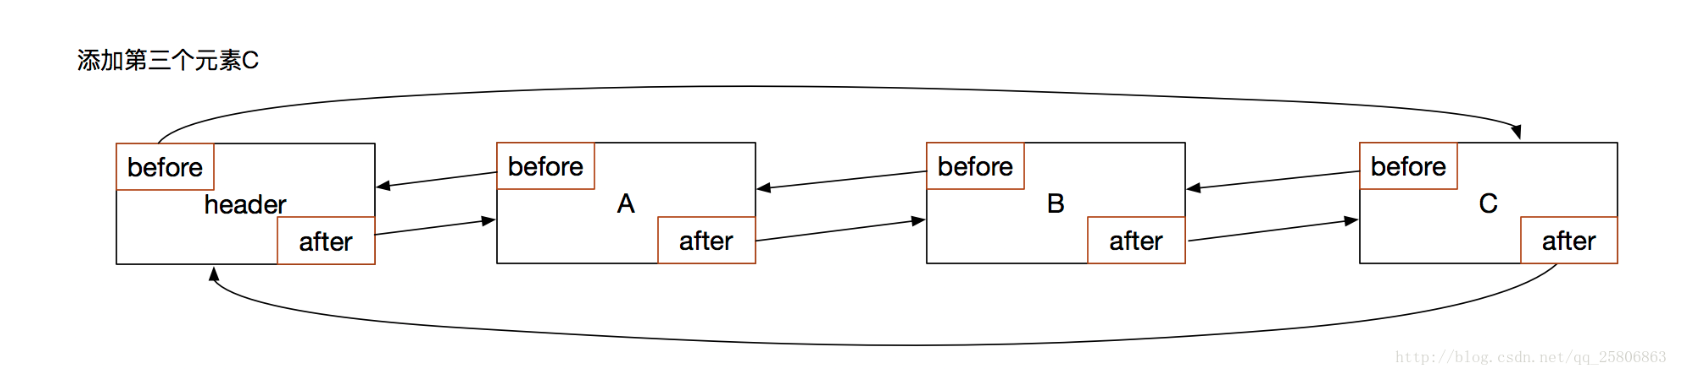 添加第三个元素C
before
header
after
before
A
after
before
B
after
before
C
after
http://blog.csdn.net/qq_25806863